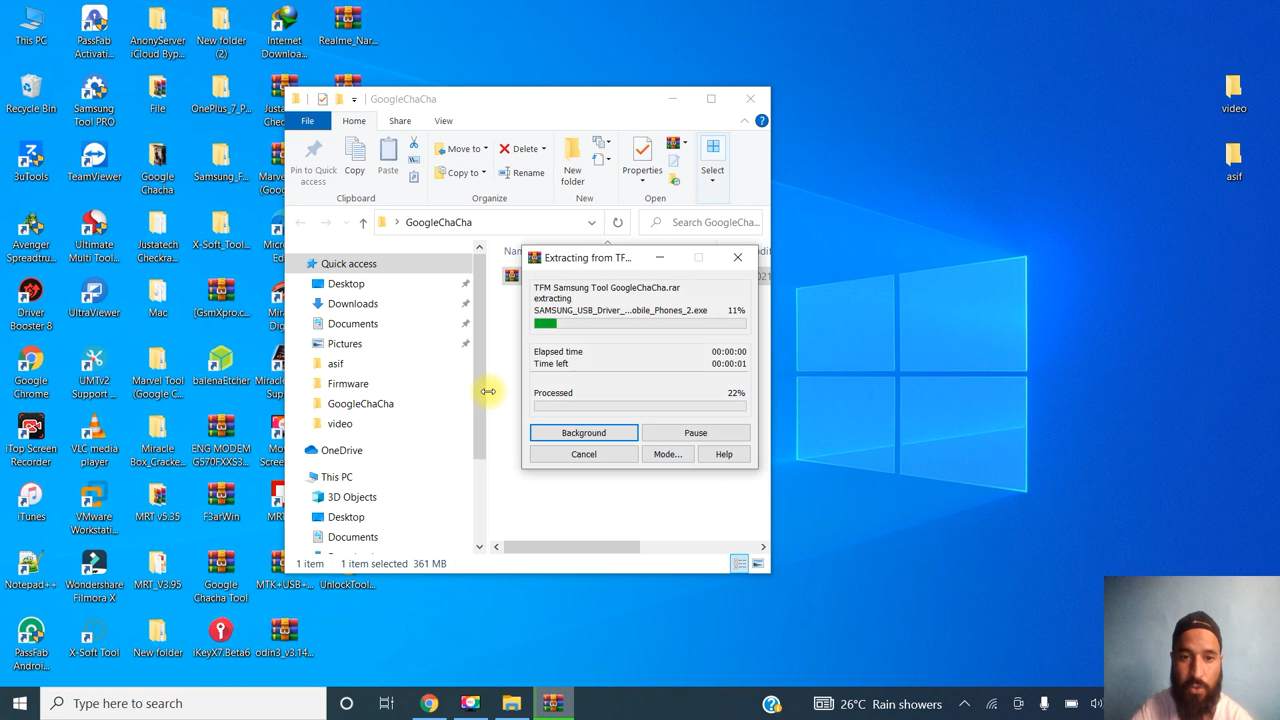 This PC
PassFab
Activati...
AnonyServer
iCloud Byp...
New folder
(2)
Internet
Downloa...
Realme_Nar...
Recycle Bin
Samsung
Tool PRO
File
OnePlus_7_P...
3uTools
TeamViewer
Google
Chacha
Samsung_F...
Avenger
Spreadtru...
Ultimate
Multi Tool...
Justatech
Checkra...
X-Soft_Tool...
Driver
Booster 8
UltraViewer
Mac
[GsmXpro.c...
Google
Chrome
UMTv2
Support ...
Marvel Tool
(Google C...
balenaEtcher
iTop Screen
Recorder
VLC media
player
Miracle
Box_Cracke...
ENG MODEM
G570FXXS3...
iTunes
VMware
Workstati...
MRT v5.35
F3arWin
Notepad++
Wondershare
Filmora X
MRT_V3.95
Google
Chacha Tool
MTK+USB+...
UnlockTool...
PassFab
Androi...
X-Soft Tool
New folder
iKeyX7.Beta6
odin3_v3.14...
video
asif
GoogleChaCha
File
Home
Share
View
Pin to Quick
access
Copy
Paste
Clipboard
Move to
Copy to
Delete
Rename
Organize
New
folder
New
Properties
Open
Select
GoogleChaCha
Search GoogleCha...
Quick access
Desktop
Downloads
Documents
Pictures
asif
Firmware
GoogleChaCha
video
OneDrive
This PC
3D Objects
Desktop
Documents
1 item
1 item selected 361 MB
Extracting from TF...
TFM Samsung Tool GoogleChaCha.rar
extracting
SAMSUNG_USB_Driver_...obile_Phones_2.exe 11%
Elapsed time 00:00:00
Time left 00:00:01
Processed 22%
Background
Pause
Cancel
Mode...
Help
Type here to search
26°C Rain showers